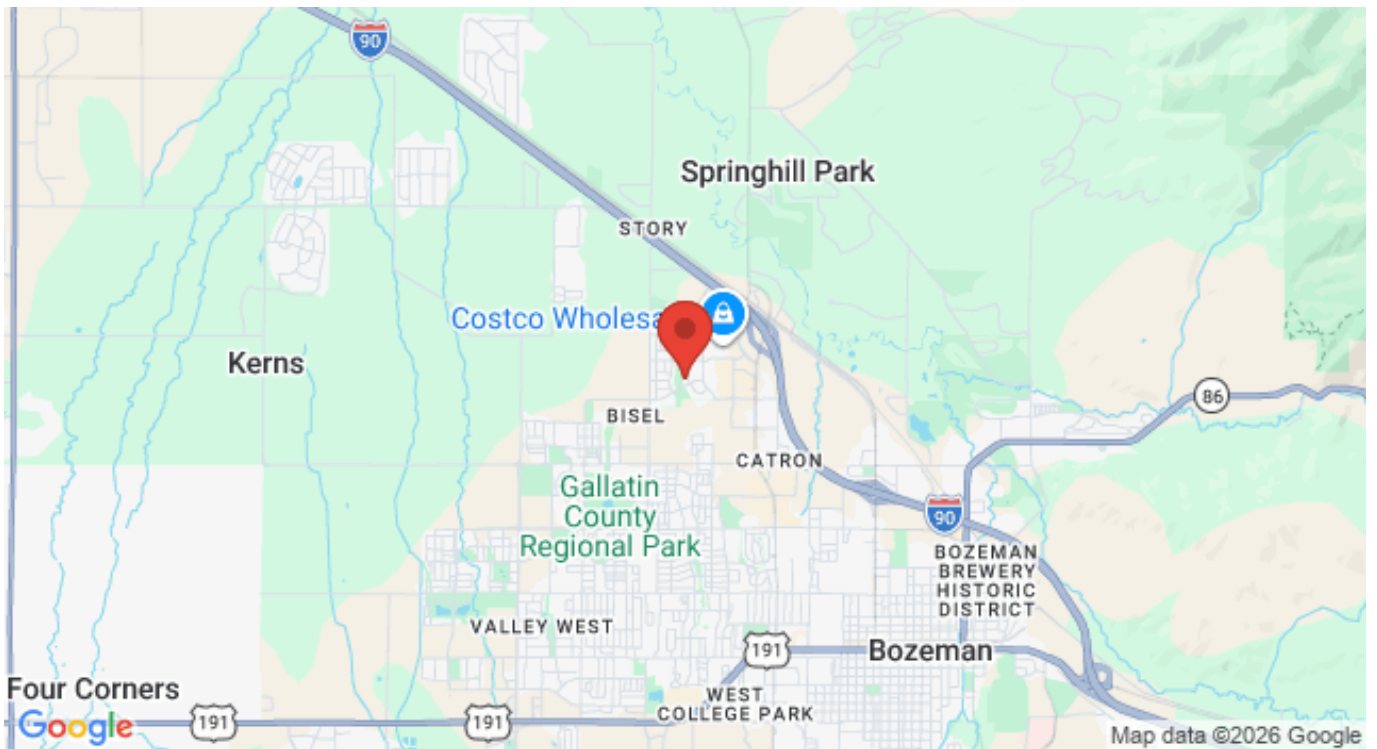 90
Springhill Park
STORY
Costco Wholesa
Kerns
86
BISEL
CATRON
Gallatin
County
Regional Park
90
BOZEMAN
BREWERY
HISTORIC
DISTRICT
VALLEY WEST
191
Bozeman
Four Corners
WEST
COLLEGE PARK
Google
191
191
Map data ©2026 Google